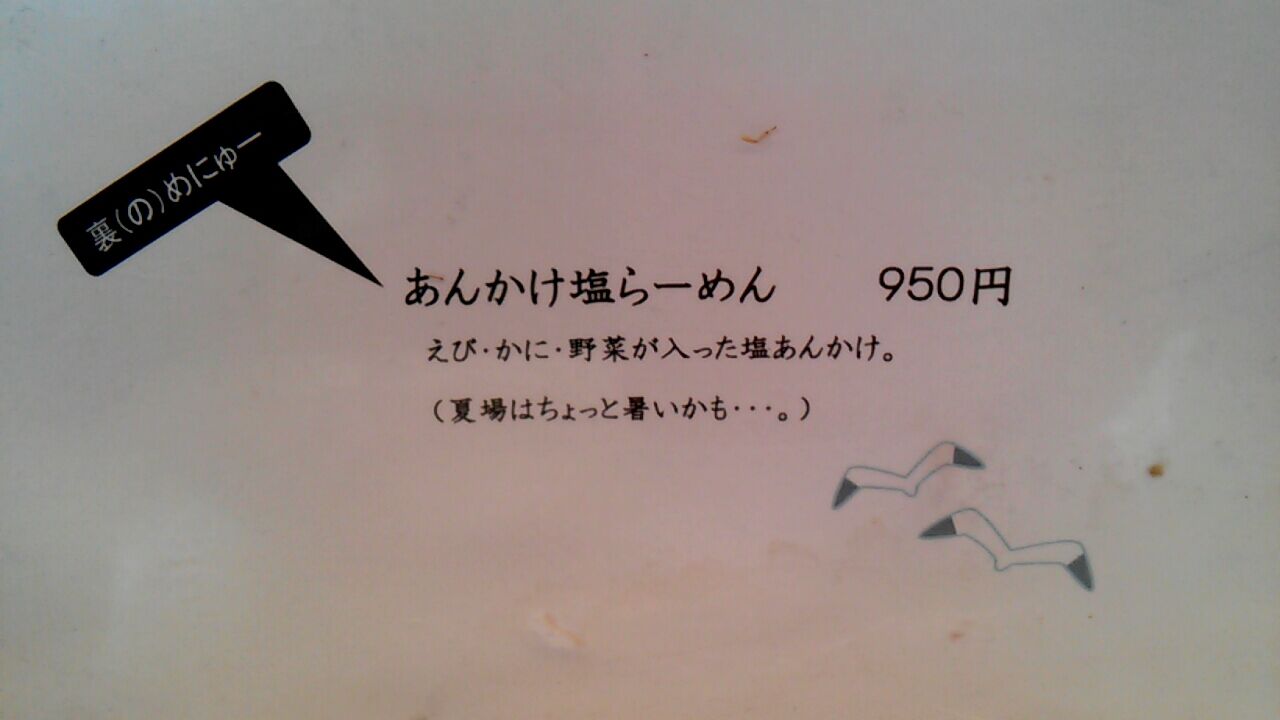 裏(の)めにゅー
あんかけ塩らーめん 950円
えび・かに・野菜が入った塩あんかけ。
(夏場はちょっと暑いかも・・・。)